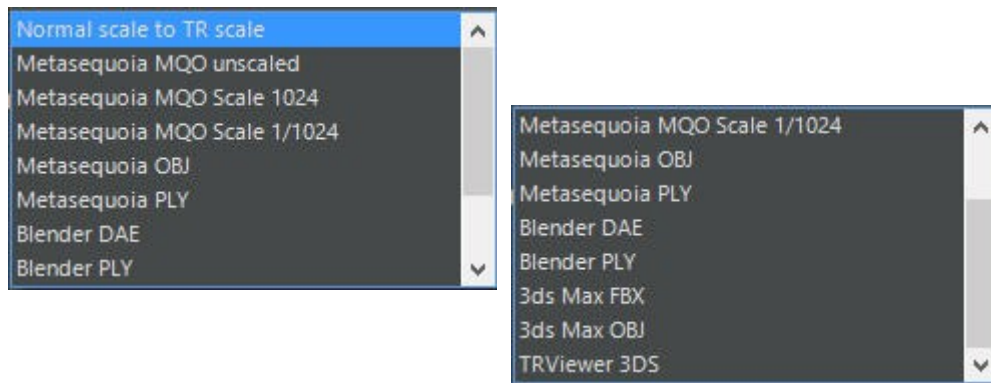 Normal scale to TR scale
Metasequoia MQO unscaled
Metasequoia MQO Scale 1024
Metasequoia MQO Scale 1/1024
Metasequoia OBJ
Metasequoia PLY
Blender DAE
Blender PLY
Metasequoia MQO Scale 1/1024
Metasequoia OBJ
Metasequoia PLY
Blender DAE
Blender PLY
3ds Max FBX
3ds Max OBJ
TRViewer 3DS